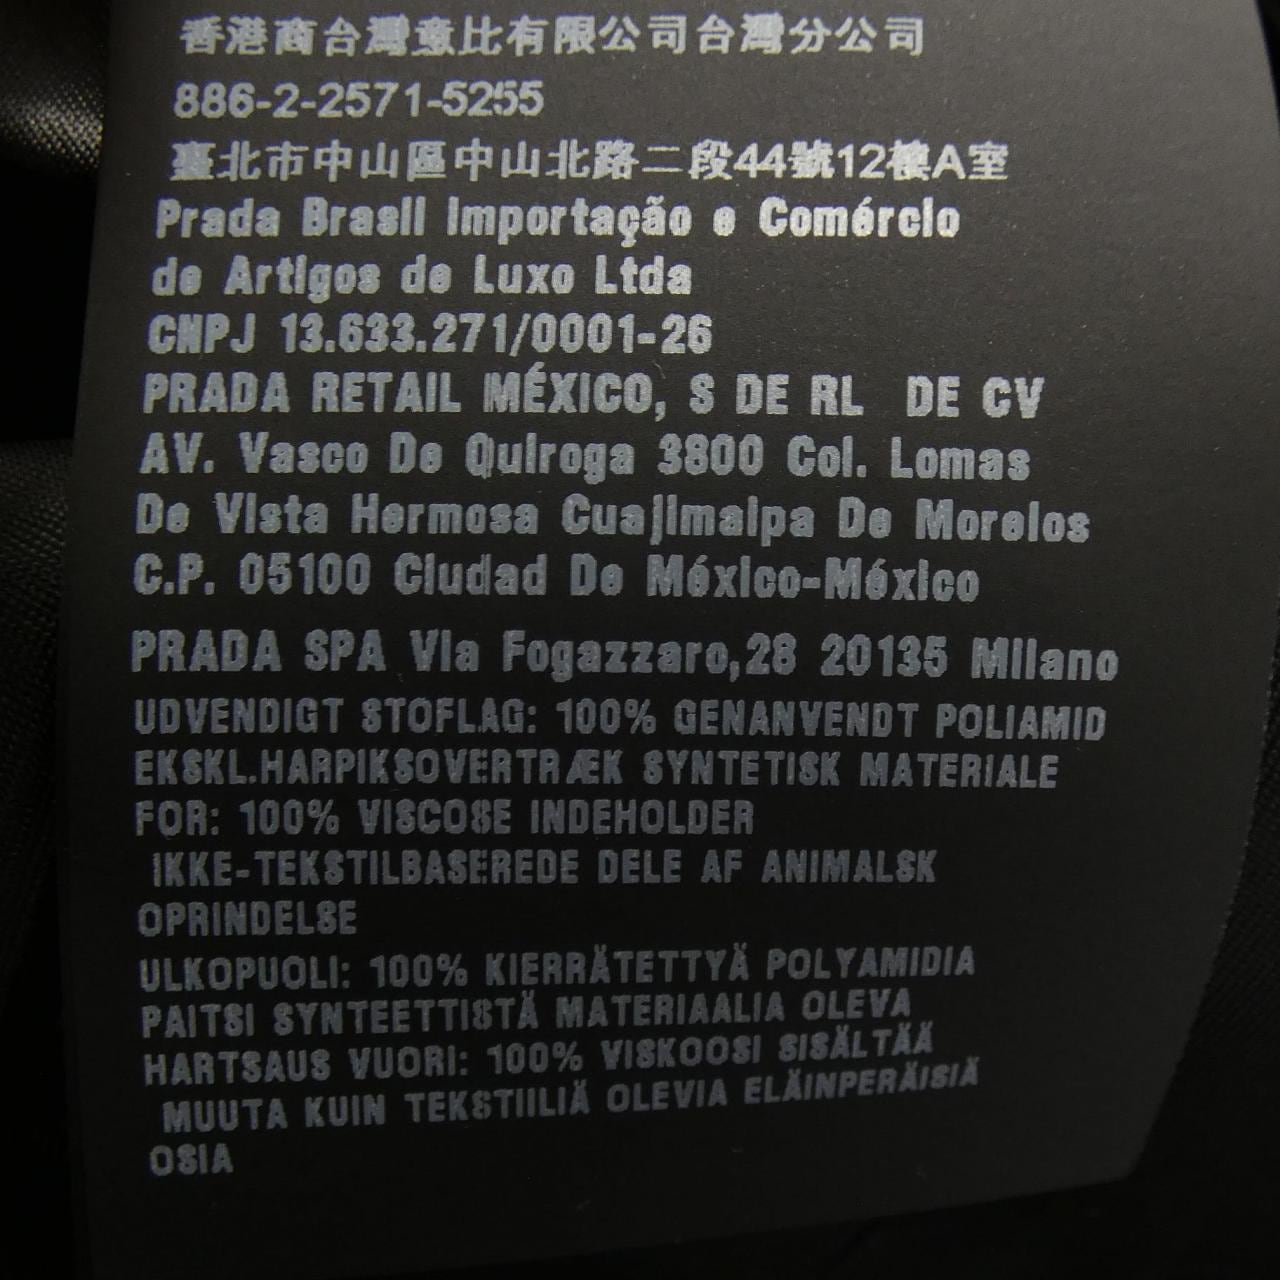 香港商台灣意比有限公司台灣分公司
886-2-2571-5255
臺北市中山區中山北路二段44號12樓A室
Prada Brasil Importação e Comércio
de Artigos de Luxo Ltda
CNPJ 13.633.271/0001-26
PRADA RETAIL MÉXICO, S DE RL DE CV
AV. Vasco De Quiroga 3800 Col. Lomas
De Vista Hermosa Cuajimalpa De Morelos
C.P. 05100 Ciudad De México-México
PRADA SPA Via Fogazzaro,28 20135 Milano
UDVENDIGT STOFLAG: 100% GENANVENDT POLIAMID
EKSKL.HARPIKSOVERTRÆK SYNTETISK MATERIALE
FOR: 100% VISCOSE INDEHOLDER
IKKE-TEKSTILBASEREDE DELE AF ANIMALSK
OPRINDELSE
ULKOPUOLI: 100% KIERRÄTETTYÄ POLYAMIDIA
PAITSI SYNTEETTISTÄ MATERIAALIA OLEVA
HARTSAUS VUORI: 100% VISKOOSI SISÄLTÄÄ
MUUTA KUIN TEKSTIILIÄ OLEVIA ELÄINPERÄISIÄ
OSIA